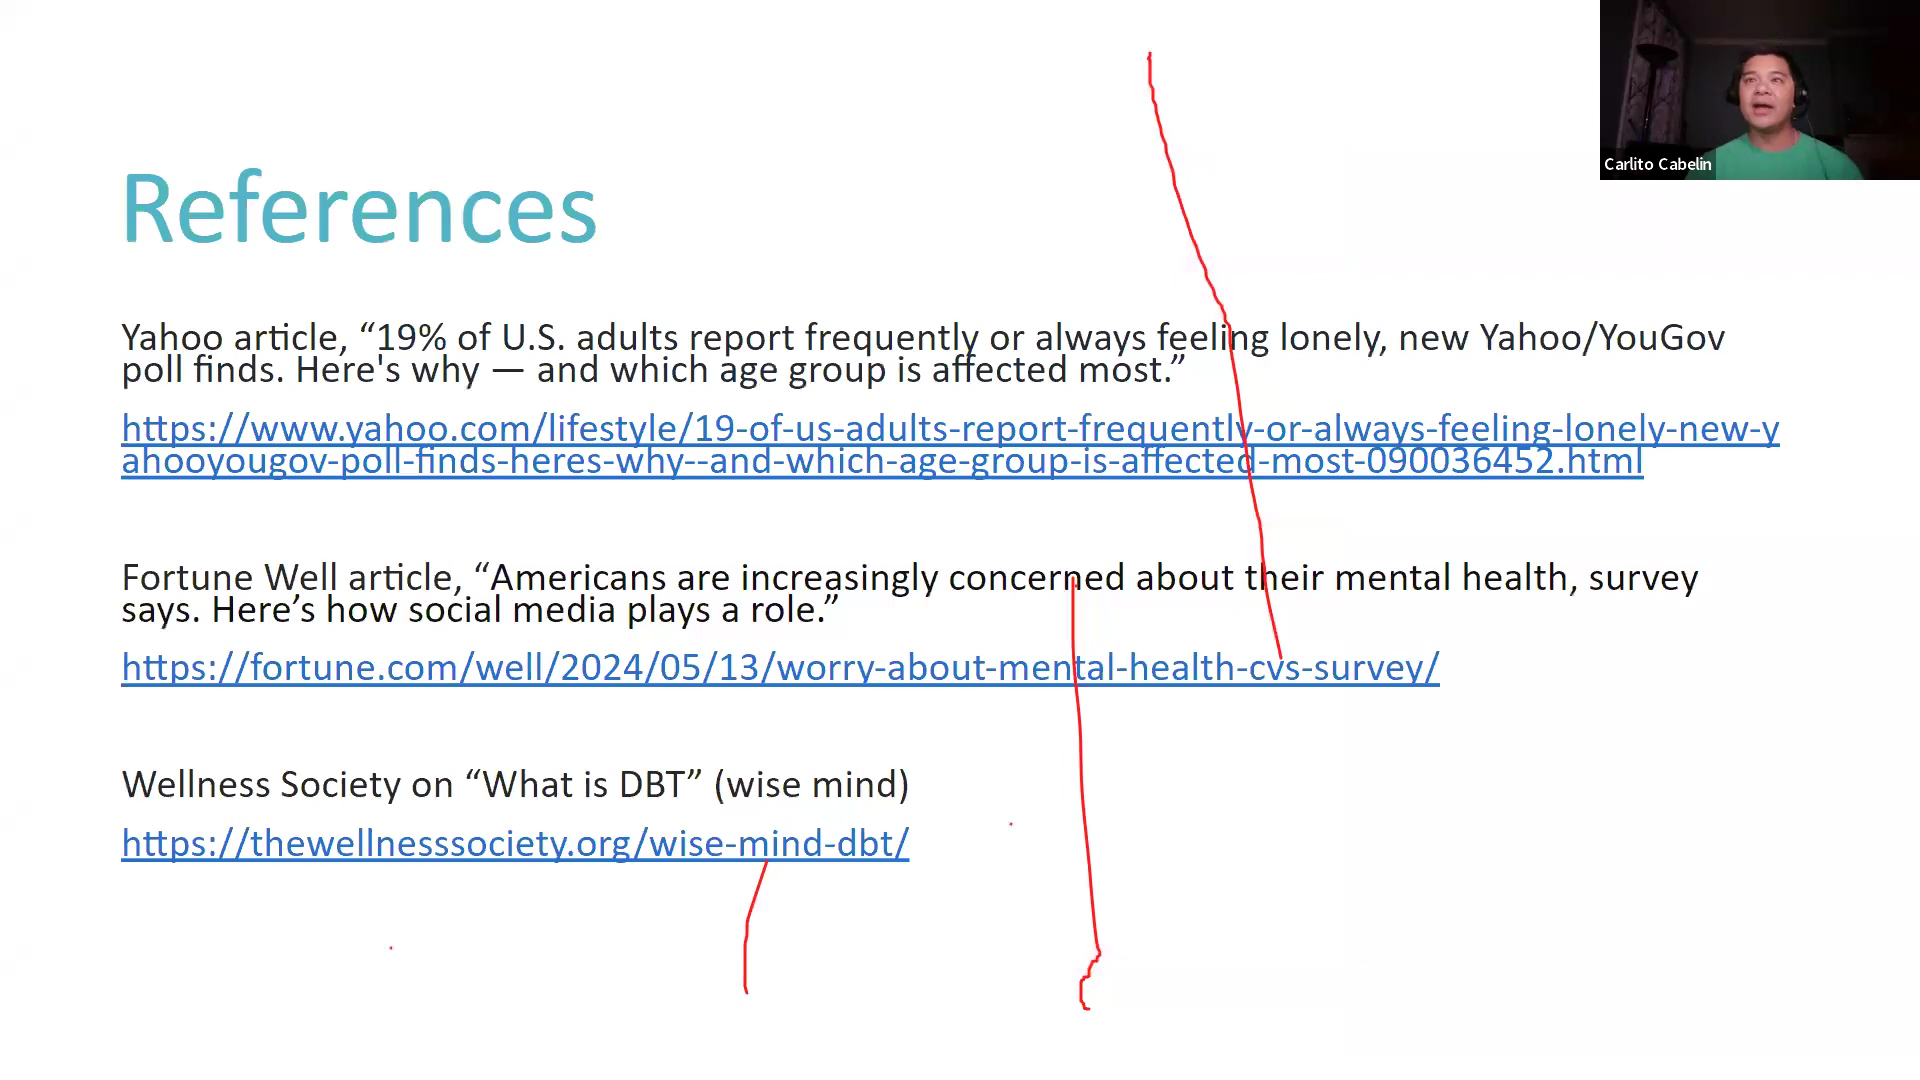 Carlito Cabelin
References
Yahoo article, “19% of U.S. adults report frequently or always feeling lonely, new Yahoo/YouGov
poll finds. Here's why — and which age group is affected most.”
https://www.yahoo.com/lifestyle/19-of-us-adults-report-frequently-or-always-feeling-lonely-new-y
ahooyougov-poll-finds-heres-why--and-which-age-group-is-affected-most-090036452.html
Fortune Well article, “Americans are increasingly concerned about their mental health, survey
says. Here’s how social media plays a role.”
https://fortune.com/well/2024/05/13/worry-about-mental-health-cvs-survey/
Wellness Society on “What is DBT” (wise mind)
https://thewellnesssociety.org/wise-mind-dbt/